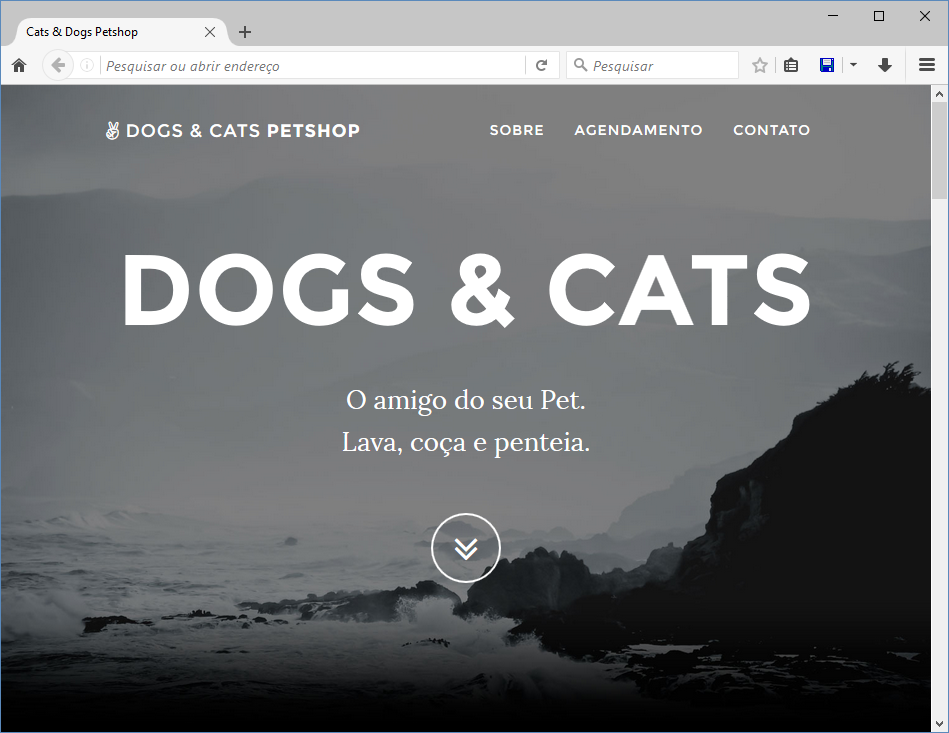 Cats & Dogs Petshop
Pesquisar ou abrir endereço
Pesquisar
DOGS & CATS PETSHOP
SOBRE
AGENDAMENTO
CONTATO
DOGS & CATS
O amigo do seu Pet.
Lava, coça e penteia.